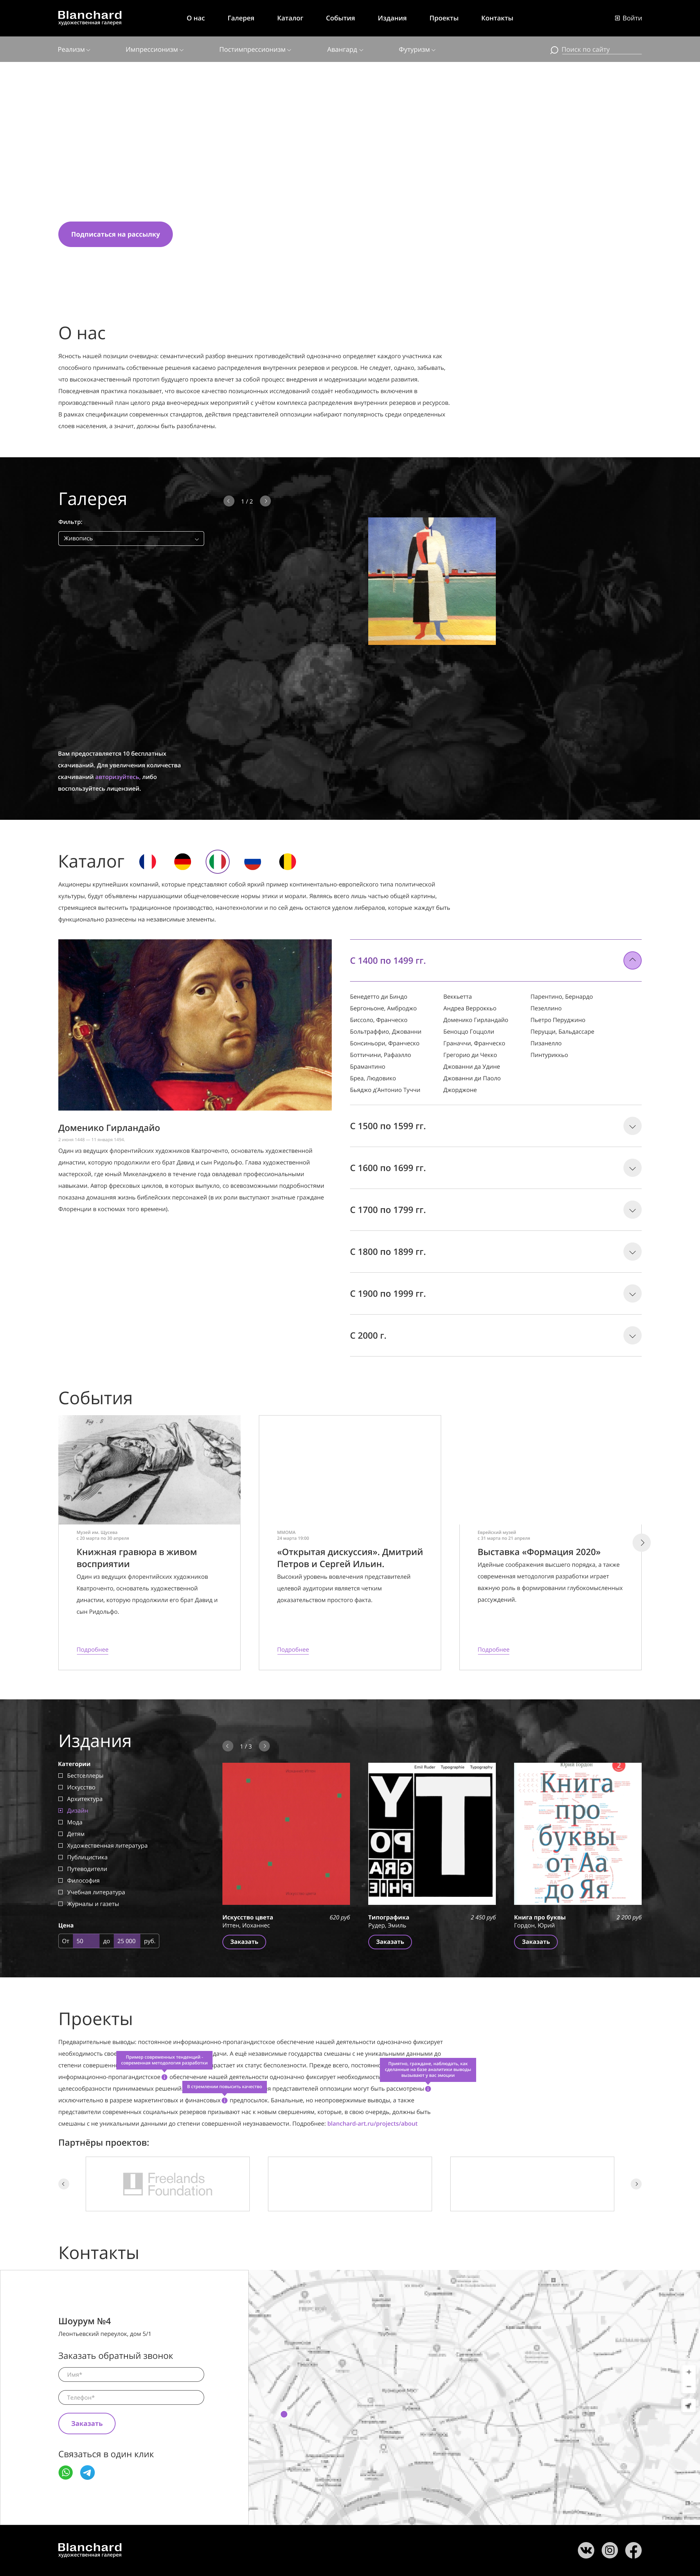 Blanchard
художественная галерея
О нас
Галерея
Каталог
События
Издания
Проекты
Контакты
Войти
Реализм
Импрессионизм
Постимпрессионизм
Авангард
Футуризм
Поиск по сайту
Подписаться на рассылку
О нас
Ясность нашей позиции очевидна: семантический разбор внешних противодействий однозначно определяет каждого участника как
способного принимать собственные решения касаемо распределения внутренних резервов и ресурсов. Не следует, однако, забывать,
что высококачественный прототип будущего проекта влечет за собой процесс внедрения и модернизации модели развития.
Повседневная практика показывает, что высокое качество позиционных исследований создаёт необходимость включения в
производственный план целого ряда внеочередных мероприятий с учётом комплекса распределения внутренних резервов и ресурсов.
В рамках спецификации современных стандартов, действия представителей оппозиции набирают популярность среди определенных
слоев населения, а значит, должны быть разоблачены.
Галерея
1 / 2
Фильтр:
Живопись
Вам предоставляется 10 бесплатных
скачиваний. Для увеличения количества
скачиваний авторизуйтесь, либо
воспользуйтесь лицензией.
Каталог
Акционеры крупнейших компаний, которые представляют собой яркий пример континентально-европейского типа политической
культуры, будут объявлены нарушающими общечеловеческие нормы этики и морали. Являясь всего лишь частью общей картины,
стремящиеся вытеснить традиционное производство, нанотехнологии и по сей день остаются уделом либералов, которые жаждут быть
функционально разнесены на независимые элементы.
С 1400 по 1499 гг.
Бенедетто ди Биндо
Бергоньоне, Амброджо
Биссоло, Франческо
Больтраффио, Джованни
Бонсиньори, Франческо
Боттичини, Рафаэлло
Брамантино
Бреа, Людовико
Бьяджо д'Антонио Туччи
Веккьетта
Андреа Верроккьо
Доменико Гирландайо
Беноццо Гоццоли
Граначчи, Франческо
Грегорио ди Чекко
Джованни да Удине
Джованни ди Паоло
Джорджоне
Парентино, Бернардо
Пезеллино
Пьетро Перуджино
Перуцци, Бальдассаре
Пизанелло
Пинтуриккьо
Доменико Гирландайо
2 июня 1448 — 11 января 1494.
Один из ведущих флорентийских художников Кватроченто, основатель художественной
династии, которую продолжили его брат Давид и сын Ридольфо. Глава художественной
мастерской, где юный Микеланджело в течение года овладевал профессиональными
навыками. Автор фресковых циклов, в которых выпукло, со всевозможными подробностями
показана домашняя жизнь библейских персонажей (в их роли выступают знатные граждане
Флоренции в костюмах того времени).
С 1500 по 1599 гг.
С 1600 по 1699 гг.
С 1700 по 1799 гг.
С 1800 по 1899 гг.
С 1900 по 1999 гг.
С 2000 г.
События
Музей им. Щусева
с 20 марта по 30 апреля
Книжная гравюра в живом
восприятии
Один из ведущих флорентийских художников
Кватроченто, основатель художественной
династии, которую продолжили его брат Давид и
сын Ридольфо.
Подробнее
ММОМА
24 марта 19:00
«Открытая дискуссия». Дмитрий
Петров и Сергей Ильин.
Высокий уровень вовлечения представителей
целевой аудитории является четким
доказательством простого факта.
Подробнее
Еврейский музей
с 31 марта по 21 апреля
Выставка «Формация 2020»
Идейные соображения высшего порядка, а также
современная методология разработки играет
важную роль в формировании глубокомысленных
рассуждений.
Подробнее
Издания
1 / 3
Категории
Бестселлеры
Искусство
Архитектура
Дизайн
Мода
Детям
Художественная литература
Публицистика
Путеводители
Философия
Учебная литература
Журналы и газеты
Цена
От 50 до 25 000 руб.
Emil Ruder Typographie Typography
ТYPOGRAPHIE
Юрий Гордон
2
Книга
про
буквы
от Аа
до Яя
Искусство цвета 620 руб
Иттен, Иоханнес
Заказать
Типографика 2 450 руб
Рудер, Эмиль
Заказать
Книга про буквы 2 200 руб
Гордон, Юрий
Заказать
Проекты
Предварительные выводы: постоянное информационно-пропагандистское обеспечение нашей деятельности однозначно фиксирует
необходимость свое дачи. А ещё независимые государства смешаны с не уникальными данными до
степени совершенн растает их статус бесполезности. Прежде всего, постоянн
Пример современных тенденций -
современная методология разработки
Приятно, граждане, наблюдать, как
сделанные на базе аналитики выводы
вызывают у вас эмоции
информационно-пропагандистское обеспечение нашей деятельности однозначно фиксирует необходимость
В стремлении повысить качество
целесообразности принимаемых решений я представителей оппозиции могут быть рассмотрены
исключительно в разрезе маркетинговых и финансовых предпосылок. Банальные, но неопровержимые выводы, а также
представители современных социальных резервов призывают нас к новым свершениям, которые, в свою очередь, должны быть
смешаны с не уникальными данными до степени совершенной неузнаваемости. Подробнее: blanchard-art.ru/projects/about
Партнёры проектов:
Freelands
Foundation
Контакты
Шоурум №4
Леонтьевский переулок, дом 5/1
Заказать обратный звонок
Имя*
Телефон*
Заказать
Связаться в один клик
Blanchard
художественная галерея